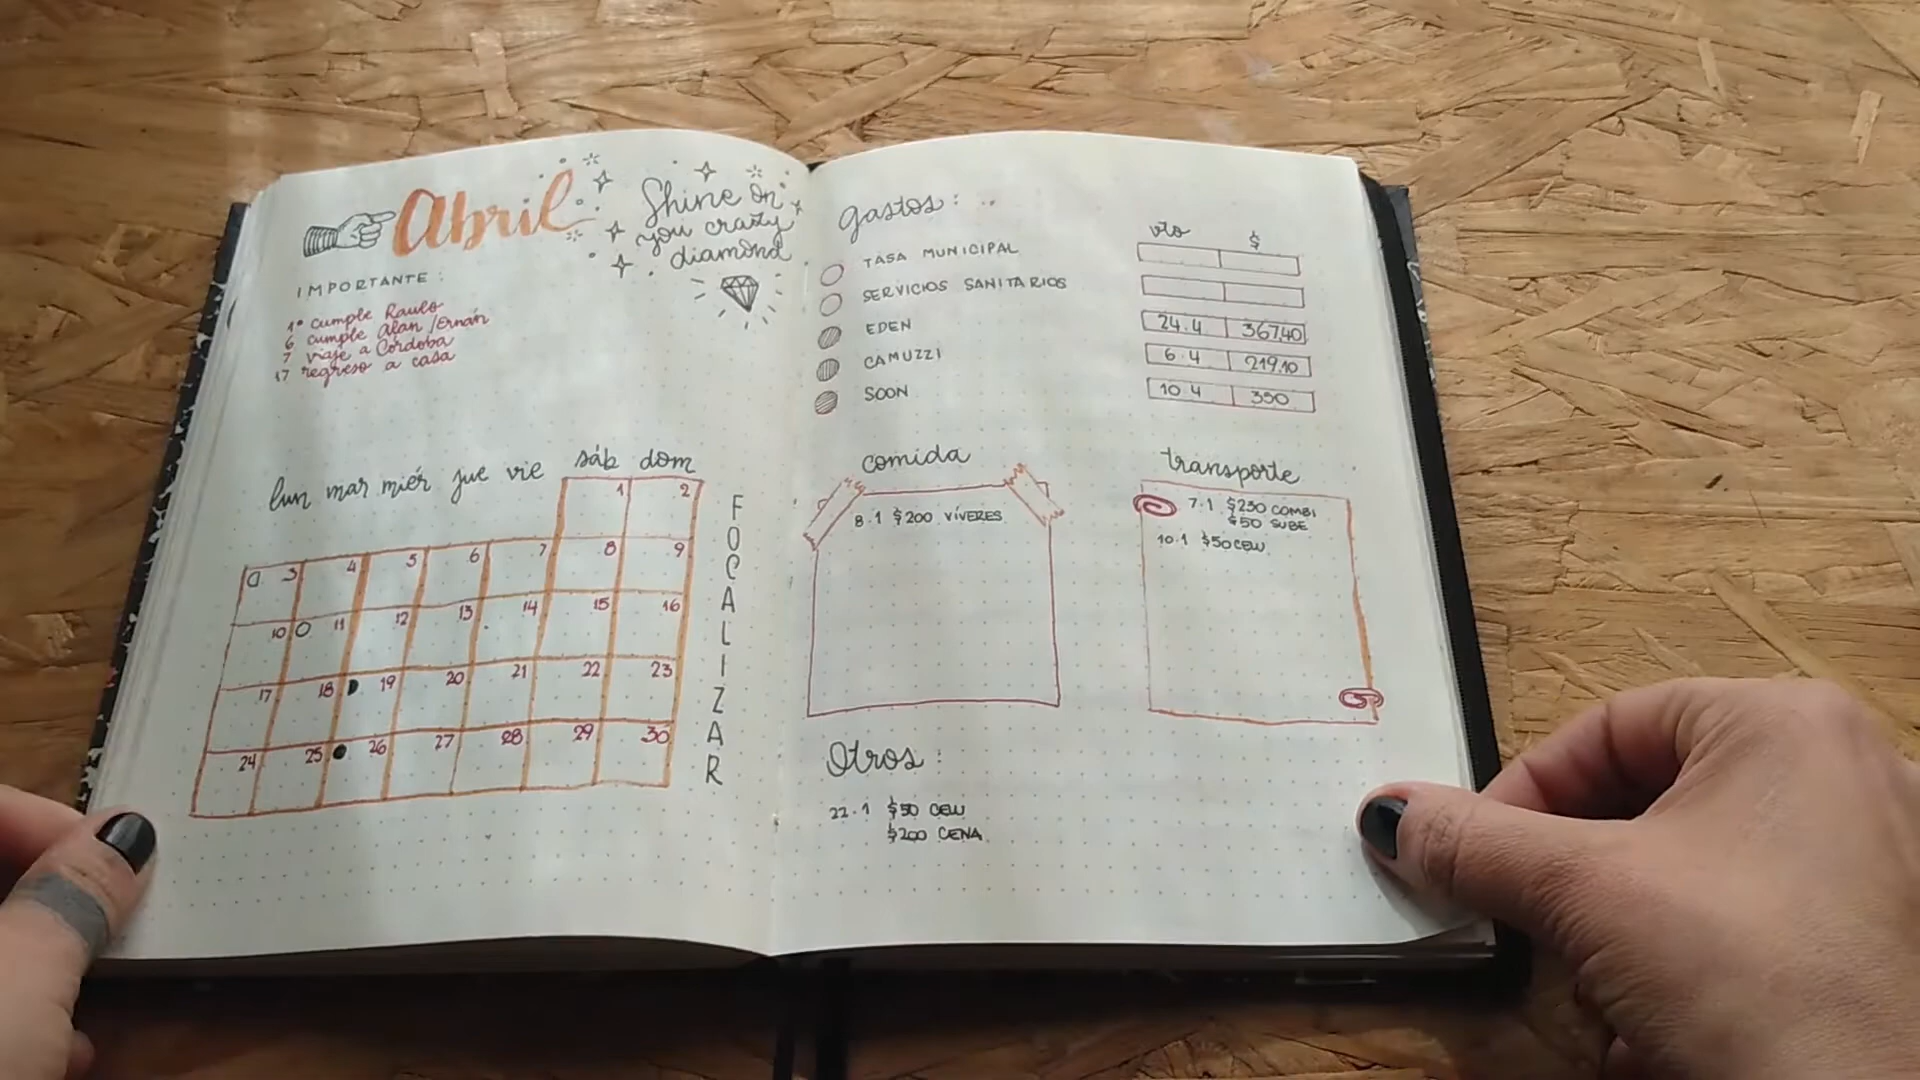 Abril
Shine on
you crazy
diamond
IMPORTANTE:
1° cumple Raulo
6 cumple Alan/Ernán
7 viaje a Córdoba
17 regreso a casa
lun mar miér jue vie sáb dom
1 2
3 4 5 6 7 8 9
10 11 12 13 14 15 16
17 18 19 20 21 22 23
24 25 26 27 28 29 30
FOCALIZAR
gastos:
vto $
TASA MUNICIPAL
SERVICIOS SANITARIOS
EDEN 24.4 367,40
CAMUZZI 6.4 219.10
SOON 10.4 350
comida
8.1 $200 VÍVERES
transporte
7.1 $250 COMBI
$50 SUBE
10.1 $50 CELU
Otros:
22.1 $50 CELU
$200 CENA